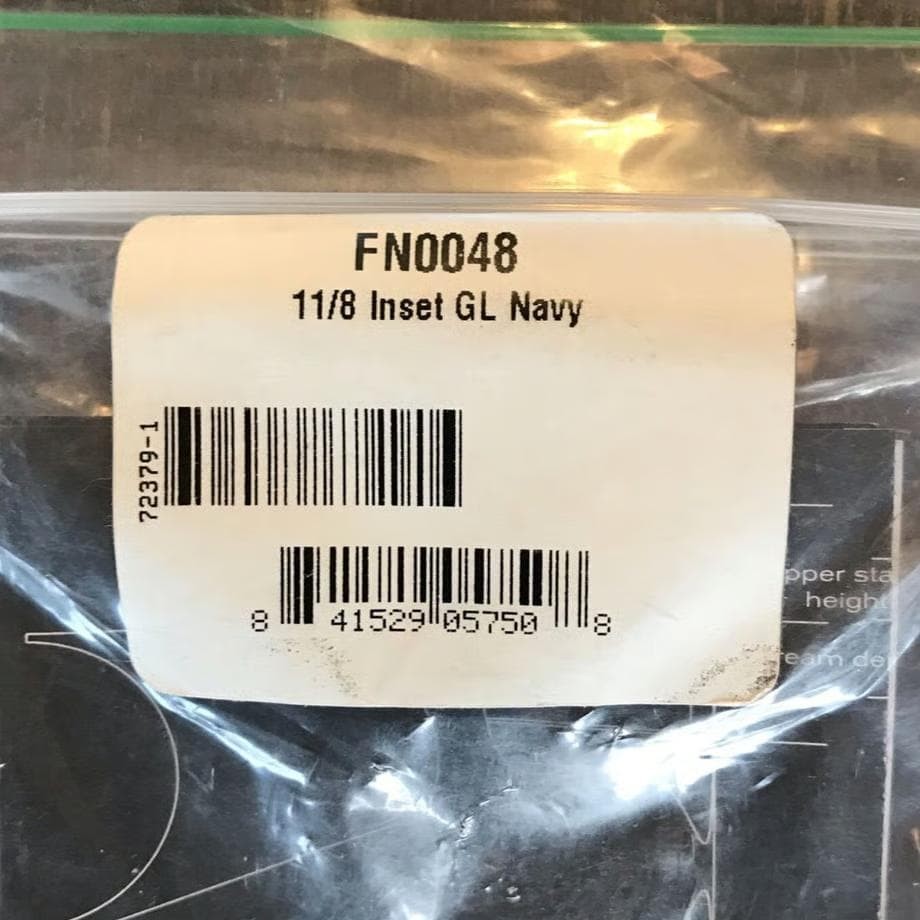 FN0048
11/8 Inset GL Navy
72379-1
8 41529 05750 8
pper sta
height
eam de